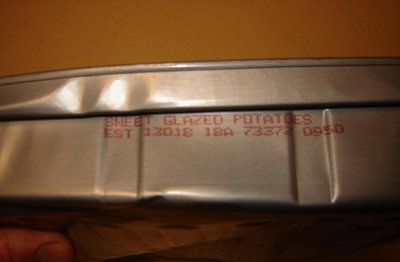 SWEET GLAZED POTATOES
EST 13018 18A 73372 0950